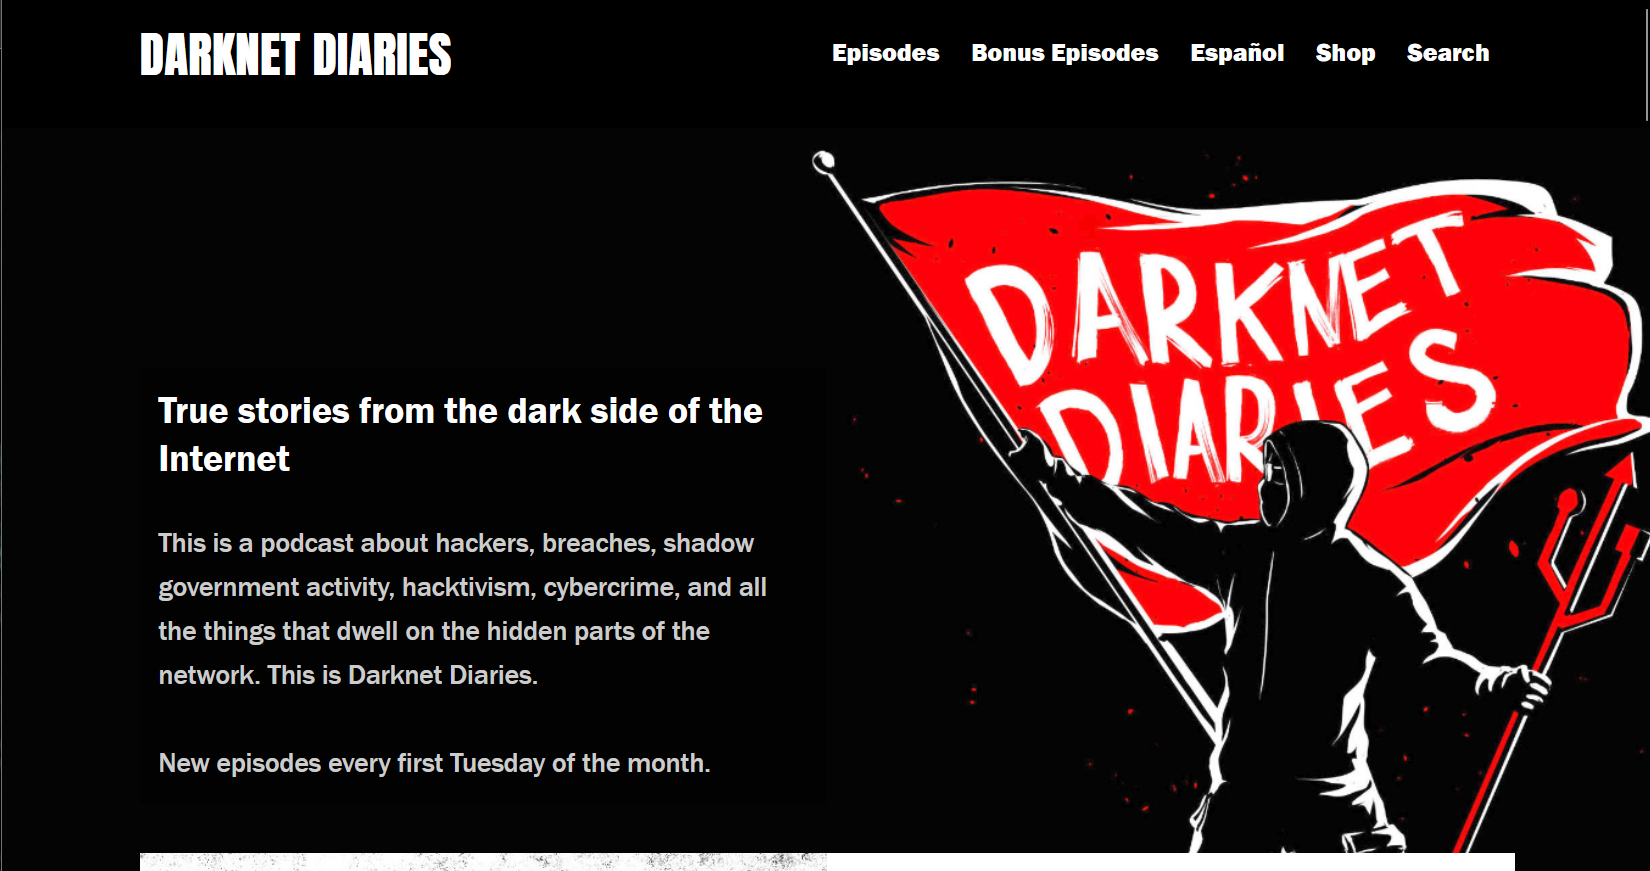 DARKNET DIARIES
Episodes Bonus Episodes Español Shop Search
DARKNET
DIARIES
True stories from the dark side of the
Internet
This is a podcast about hackers, breaches, shadow
government activity, hacktivism, cybercrime, and all
the things that dwell on the hidden parts of the
network. This is Darknet Diaries.
New episodes every first Tuesday of the month.